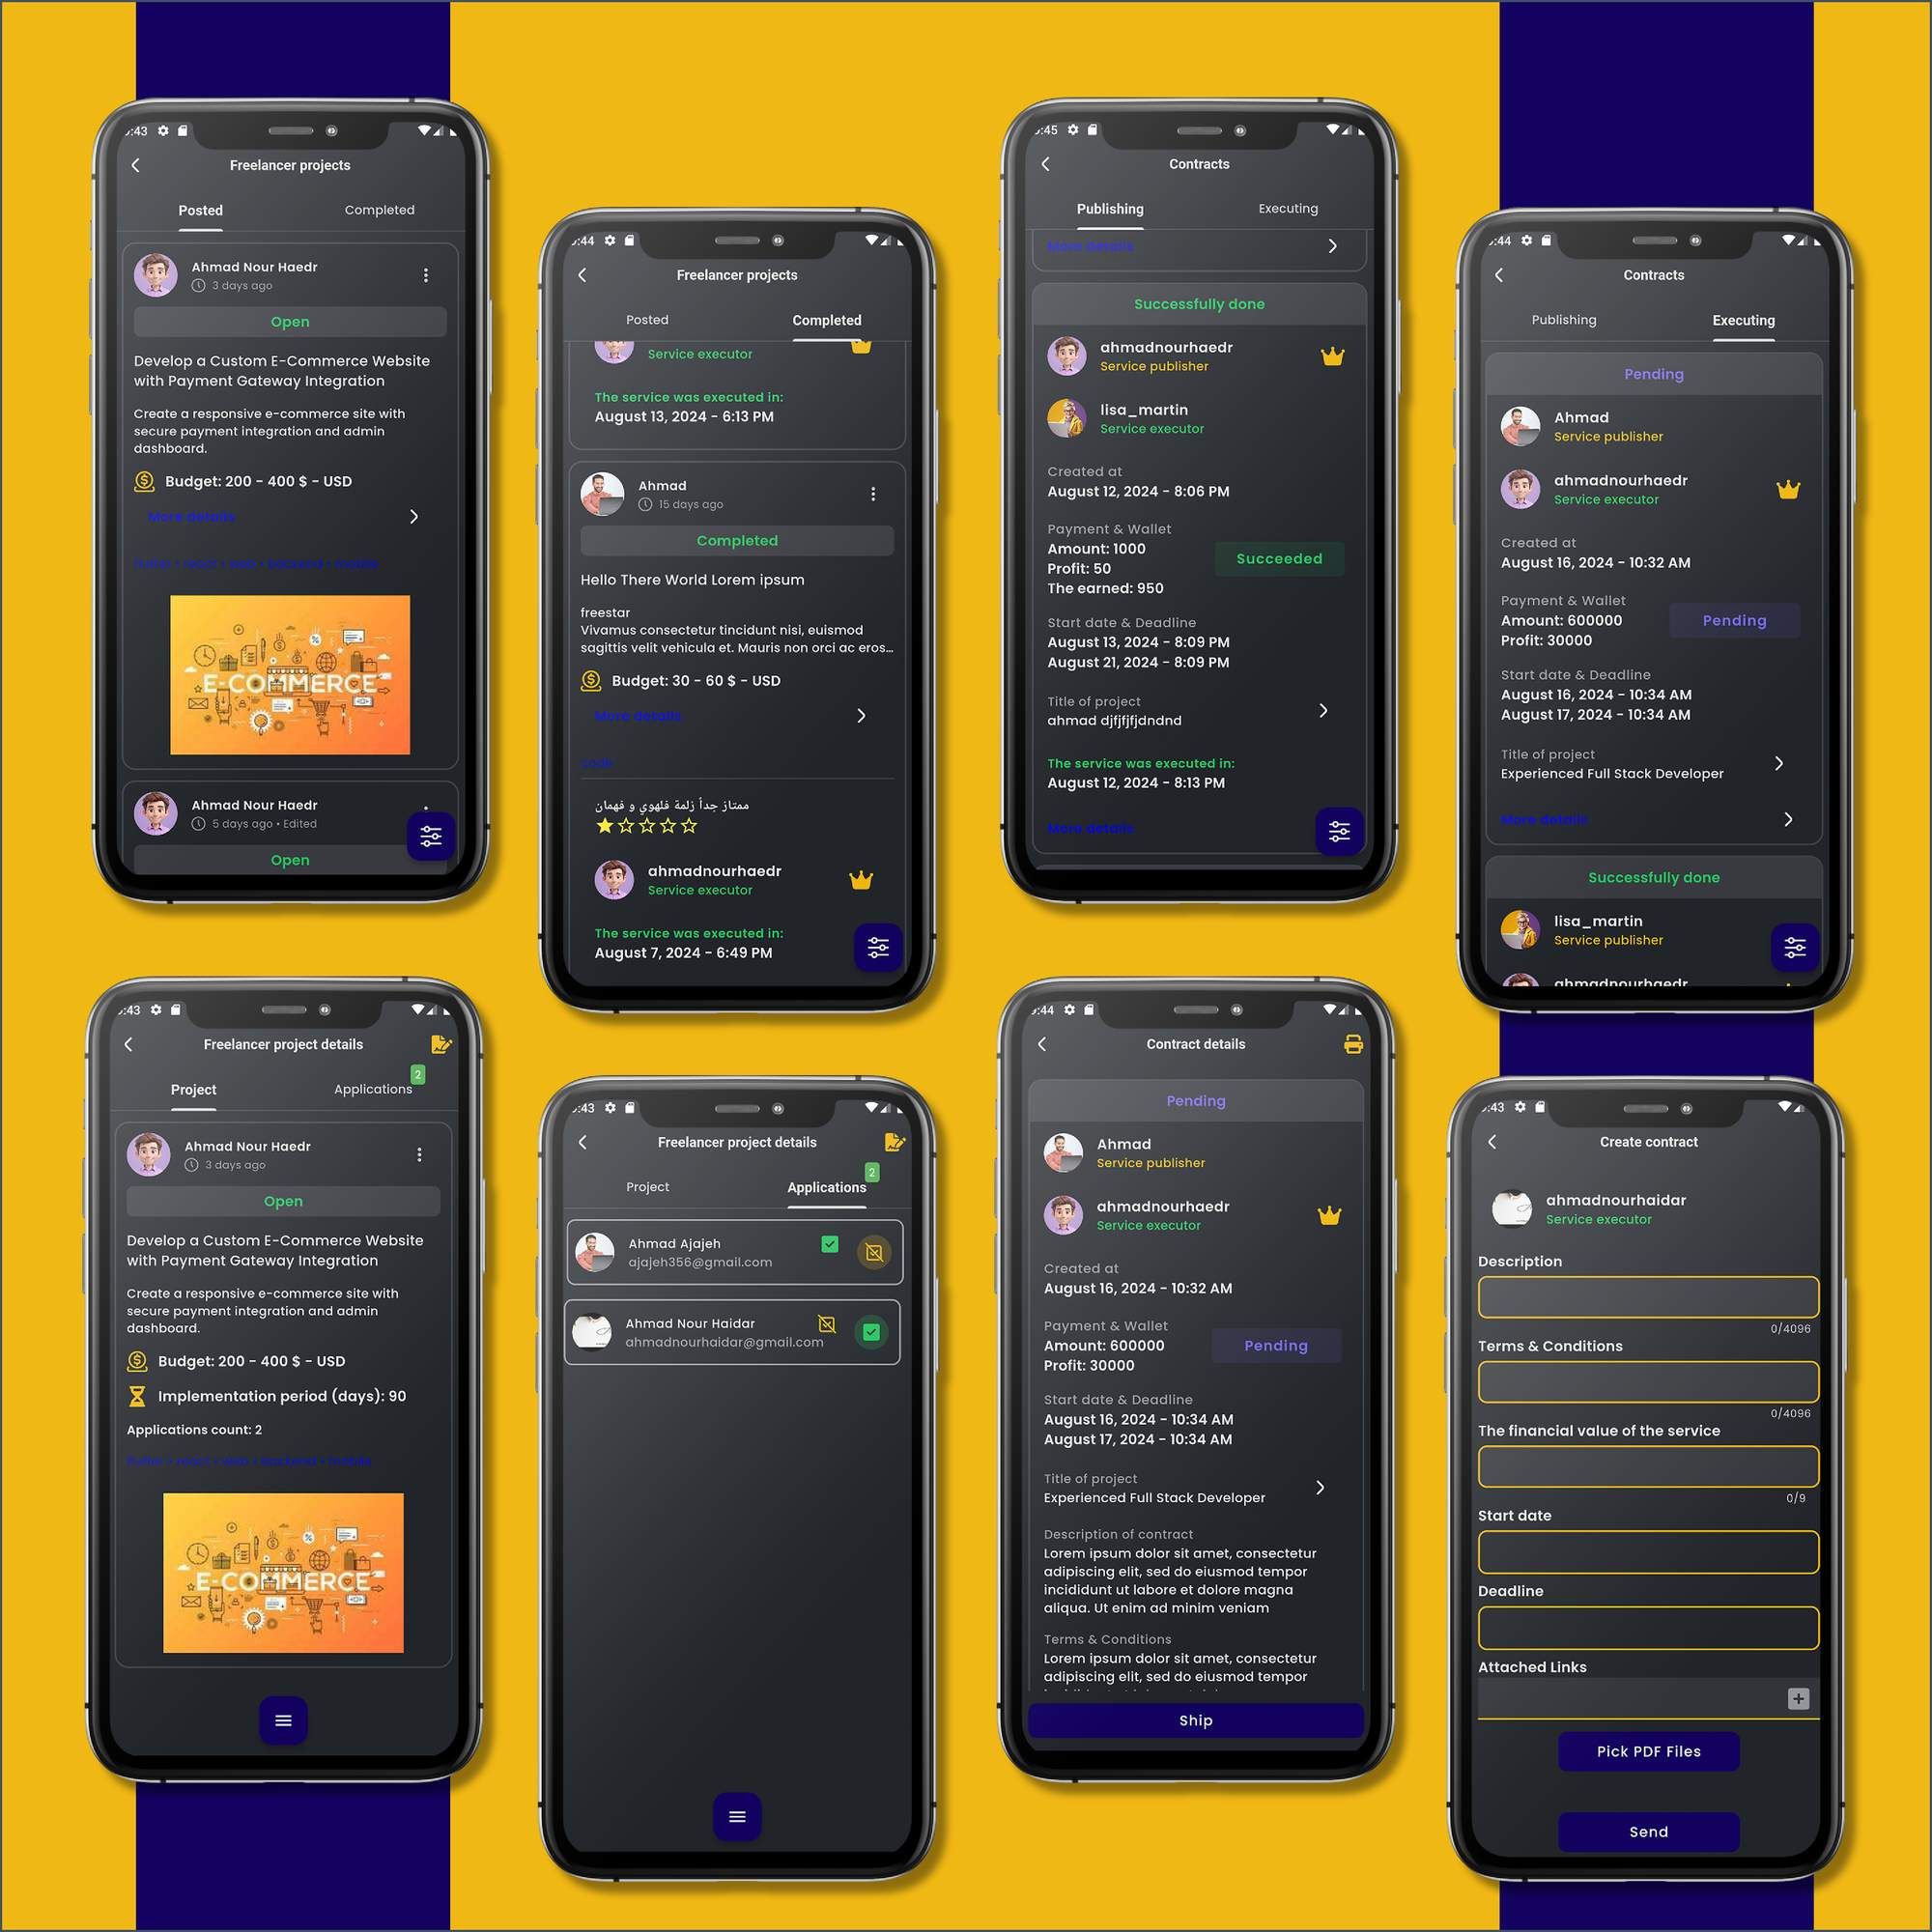 :43
Freelancer projects
Posted
Completed
Ahmad Nour Haedr
3 days ago
Open
Develop a Custom E-Commerce Website
with Payment Gateway Integration
Create a responsive e-commerce site with
secure payment integration and admin
dashboard.
Budget: 200 - 400 $ - USD
More details
flutter • react • web • backend • mobile
E-COMMERCE
Ahmad Nour Haedr
5 days ago • Edited
Open
:44
Freelancer projects
Posted
Completed
Service executor
The service was executed in:
August 13, 2024 - 6:13 PM
Ahmad
15 days ago
Completed
Hello There World Lorem ipsum
freestar
Vivamus consectetur tincidunt nisi, euismod
sagittis velit vehicula et. Mauris non orci ac eros...
Budget: 30 - 60 $ - USD
More details
code
ممتاز جداً زلمة فلهوي و فهمان
ahmadnourhaedr
Service executor
The service was executed in:
August 7, 2024 - 6:49 PM
:45
Contracts
Publishing
Executing
More details
Successfully done
ahmadnourhaedr
Service publisher
lisa_martin
Service executor
Created at
August 12, 2024 - 8:06 PM
Payment & Wallet
Amount: 1000
Profit: 50
The earned: 950
Succeeded
Start date & Deadline
August 13, 2024 - 8:09 PM
August 21, 2024 - 8:09 PM
Title of project
ahmad djfjfjfjdndnd
The service was executed in:
August 12, 2024 - 8:13 PM
More details
:44
Contracts
Publishing
Executing
Pending
Ahmad
Service publisher
ahmadnourhaedr
Service executor
Created at
August 16, 2024 - 10:32 AM
Payment & Wallet
Amount: 600000
Profit: 30000
Pending
Start date & Deadline
August 16, 2024 - 10:34 AM
August 17, 2024 - 10:34 AM
Title of project
Experienced Full Stack Developer
More details
Successfully done
lisa_martin
Service publisher
ahmadnourhaedr
:43
Freelancer project details
Project
Applications
2
Ahmad Nour Haedr
3 days ago
Open
Develop a Custom E-Commerce Website
with Payment Gateway Integration
Create a responsive e-commerce site with
secure payment integration and admin
dashboard.
Budget: 200 - 400 $ - USD
Implementation period (days): 90
Applications count: 2
flutter • react • web • backend • mobile
E-COMMERCE
:43
Freelancer project details
Project
Applications
2
Ahmad Ajajeh
ajajeh356@gmail.com
Ahmad Nour Haidar
ahmadnourhaidar@gmail.com
:44
Contract details
Pending
Ahmad
Service publisher
ahmadnourhaedr
Service executor
Created at
August 16, 2024 - 10:32 AM
Payment & Wallet
Amount: 600000
Profit: 30000
Pending
Start date & Deadline
August 16, 2024 - 10:34 AM
August 17, 2024 - 10:34 AM
Title of project
Experienced Full Stack Developer
Description of contract
Lorem ipsum dolor sit amet, consectetur
adipiscing elit, sed do eiusmod tempor
incididunt ut labore et dolore magna
aliqua. Ut enim ad minim veniam
Terms & Conditions
Lorem ipsum dolor sit amet, consectetur
adipiscing elit, sed do eiusmod tempor
Ship
:43
Create contract
ahmadnourhaidar
Service executor
Description
0/4096
Terms & Conditions
0/4096
The financial value of the service
0/9
Start date
Deadline
Attached Links
Pick PDF Files
Send